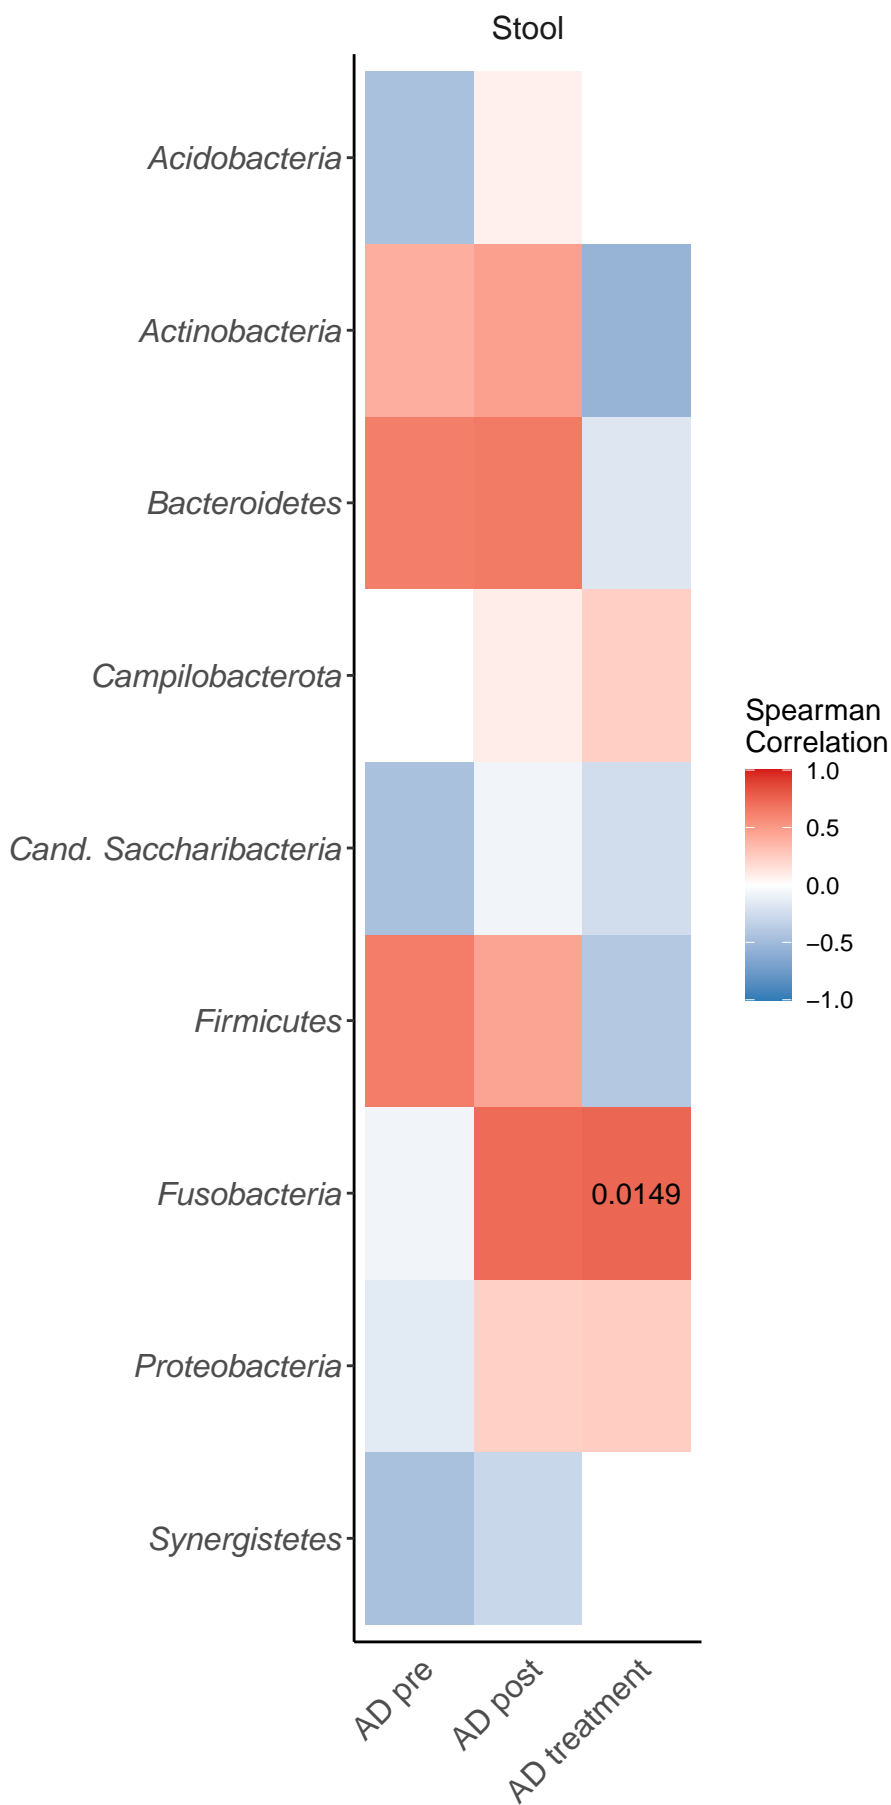 Stool
Acidobacteria
Actinobacteria
Bacteroidetes
Campilobacterota
Cand. Saccharibacteria
Firmicutes
Fusobacteria
Proteobacteria
Synergistetes
0.0149
AD pre
AD post
AD treatment
Spearman
Correlation
1.0
0.5
0.0
−0.5
−1.0